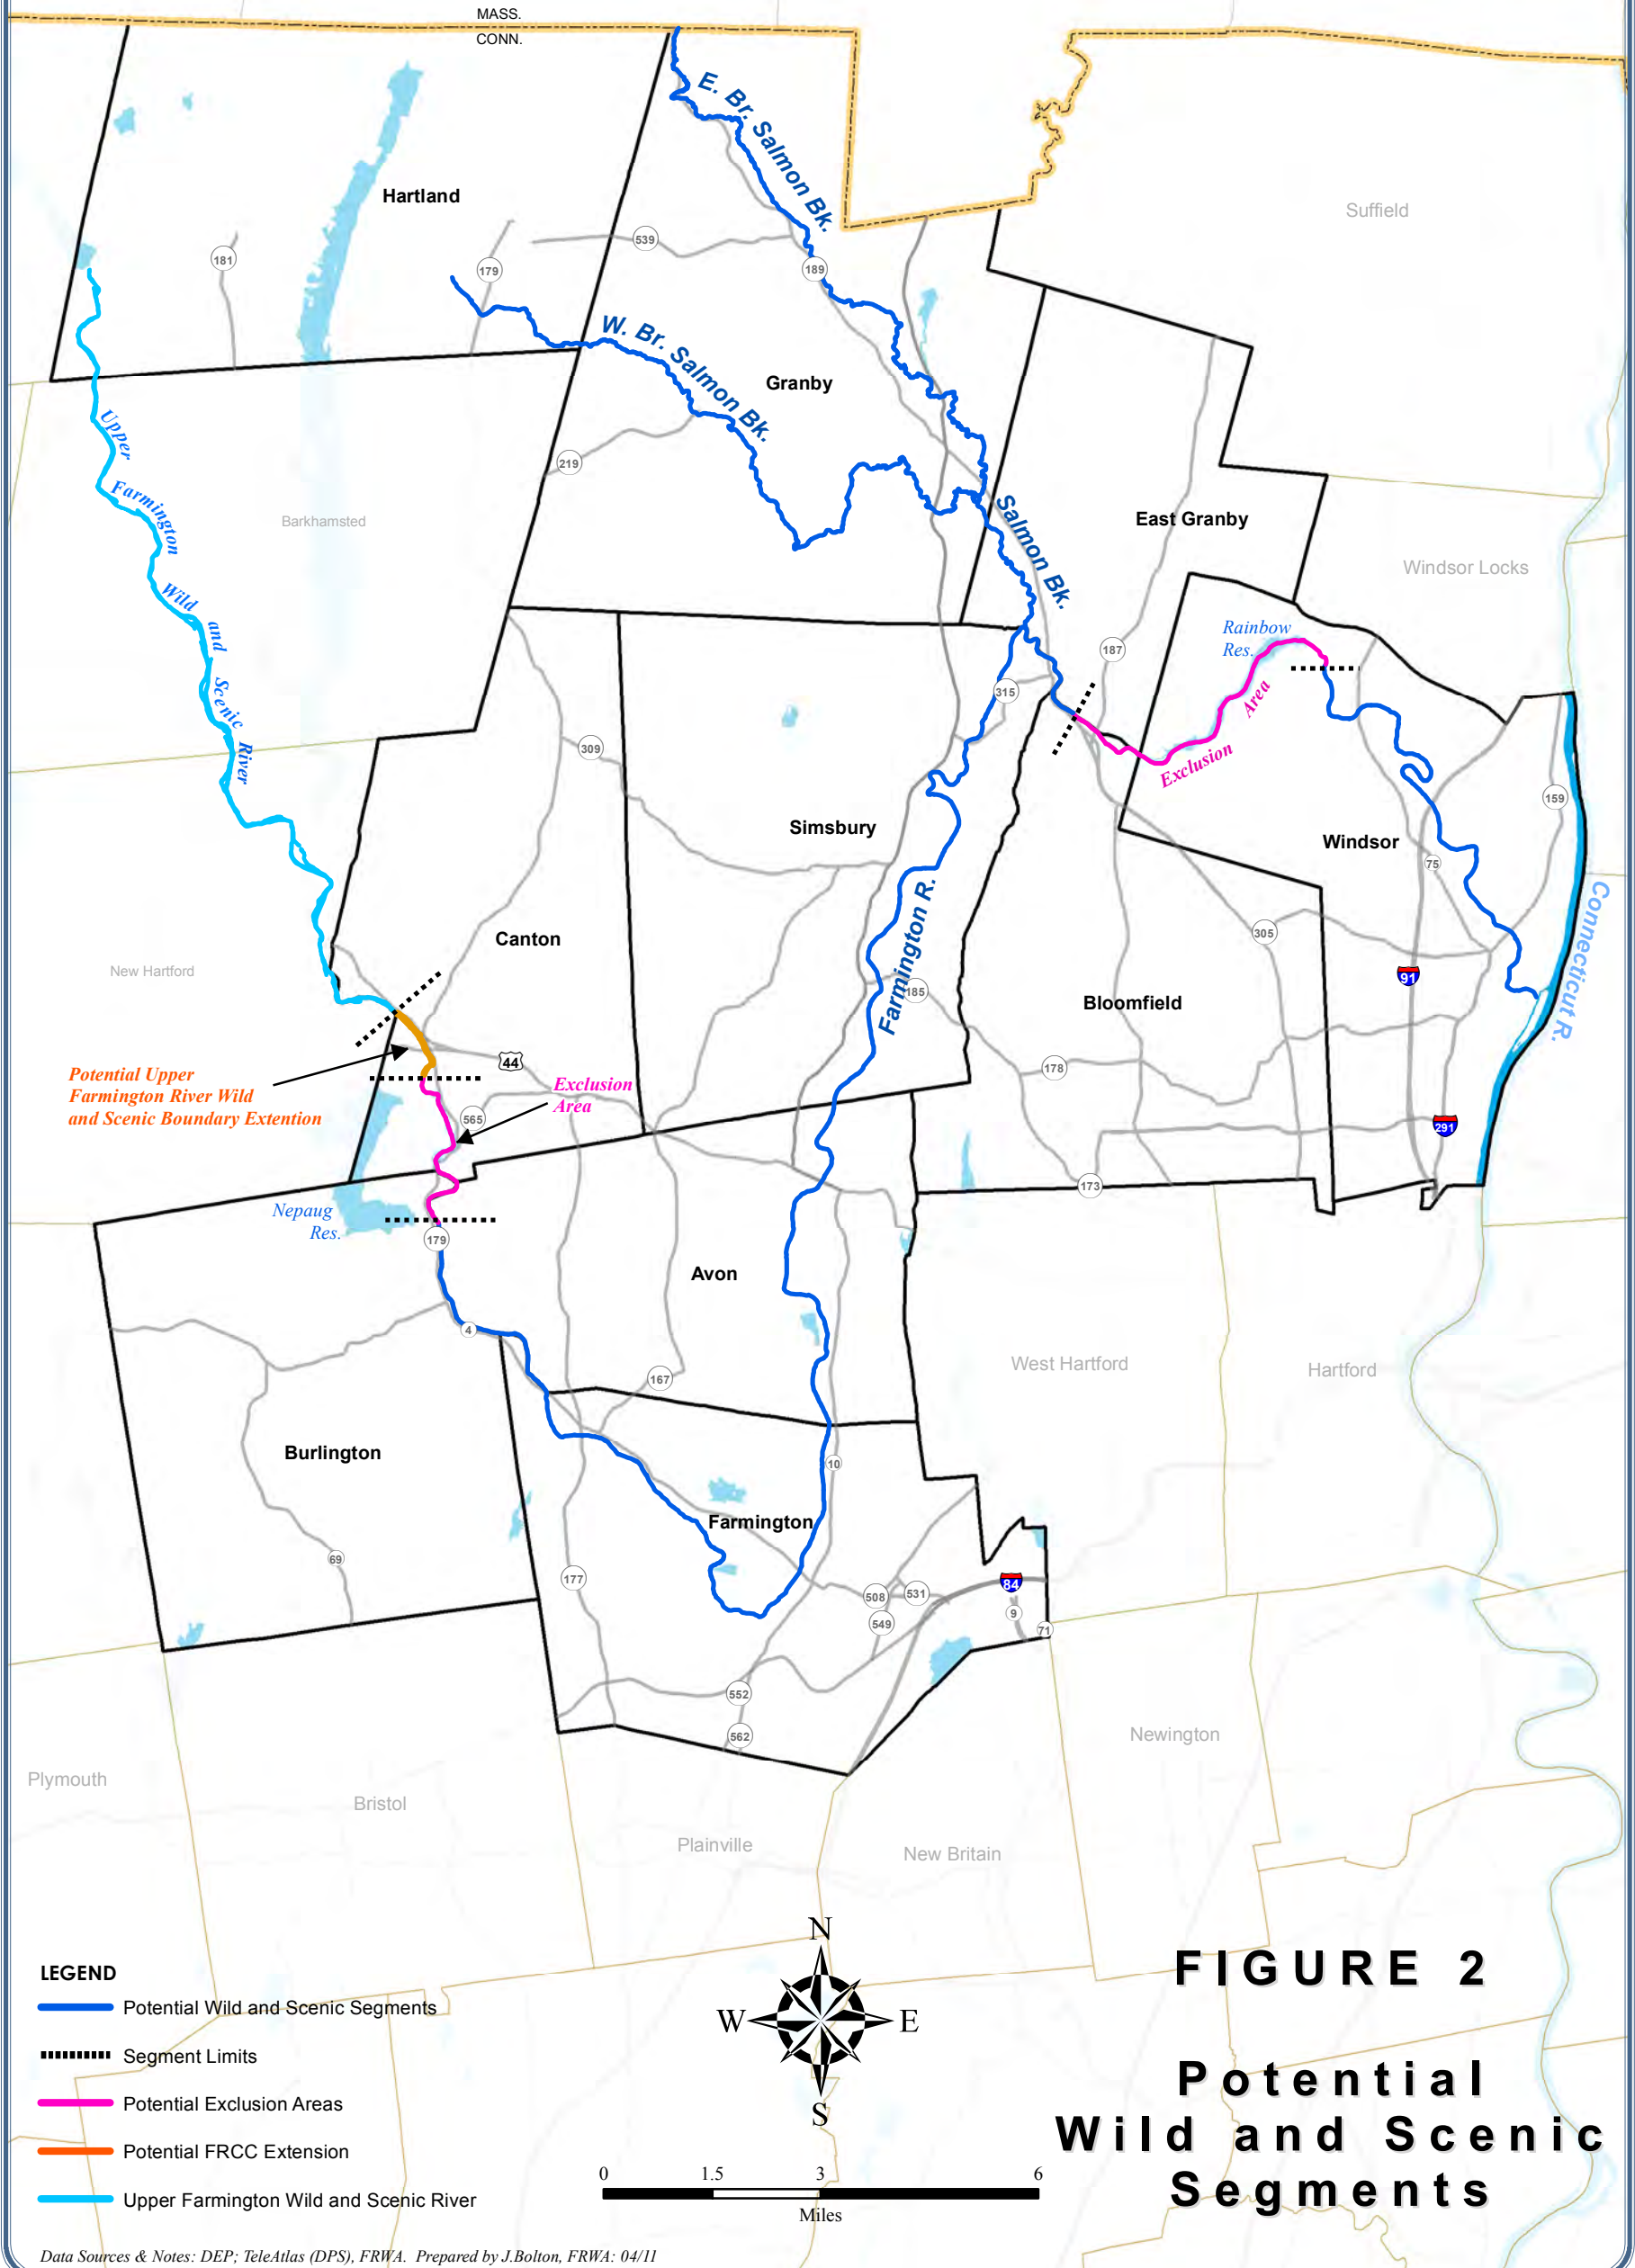 MASS.
CONN.
E. Br. Salmon Bk.
Hartland
Suffield
539
181
179
189
W. Br. Salmon Bk.
Granby
Upper
Farmington
Wild
and
Scenic
River
219
Barkhamsted
Salmon Bk.
East Granby
Windsor Locks
Rainbow
Res.
187
315
Exclusion
Area
309
159
Simsbury
Windsor
75
Farmington R.
Connecticut R.
Canton
305
New Hartford
91
185
Bloomfield
44
178
Potential Upper
Farmington River Wild
and Scenic Boundary Extention
Exclusion
Area
565
291
173
Nepaug
Res.
179
Avon
4
West Hartford
Hartford
167
Burlington
10
Farmington
69
177
84
508
531
9
549
71
552
562
Newington
Plymouth
Bristol
Plainville
New Britain
N
W
E
S
LEGEND
Potential Wild and Scenic Segments
Segment Limits
Potential Exclusion Areas
Potential FRCC Extension
Upper Farmington Wild and Scenic River
0 1.5 3 6
Miles
FIGURE 2
Potential
Wild and Scenic
Segments
Data Sources & Notes: DEP; TeleAtlas (DPS), FRWA. Prepared by J.Bolton, FRWA: 04/11